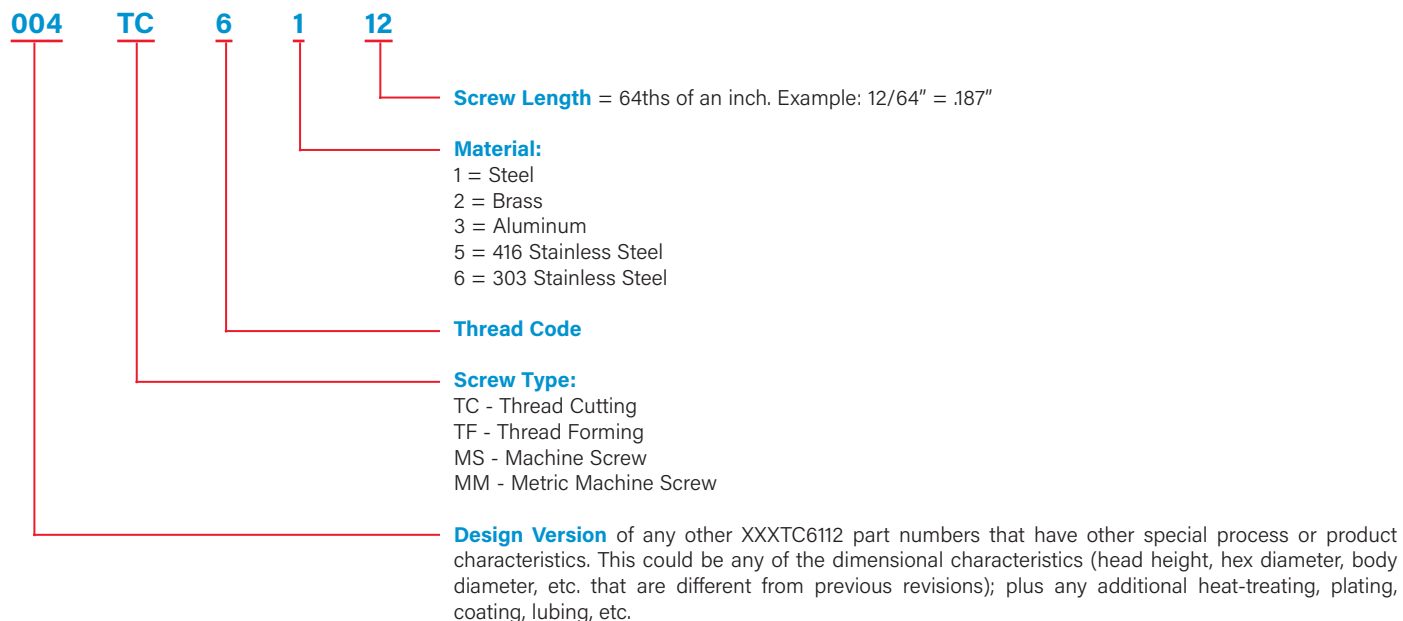 004 TC 6 1 12
Screw Length = 64ths of an inch. Example: 12/64" = .187"
Material:
1 = Steel
2 = Brass
3 = Aluminum
5 = 416 Stainless Steel
6 = 303 Stainless Steel
Thread Code
Screw Type:
TC - Thread Cutting
TF - Thread Forming
MS - Machine Screw
MM - Metric Machine Screw
Design Version of any other XXXTC6112 part numbers that have other special process or product
characteristics. This could be any of the dimensional characteristics (head height, hex diameter, body
diameter, etc. that are different from previous revisions); plus any additional heat-treating, plating,
coating, lubing, etc.